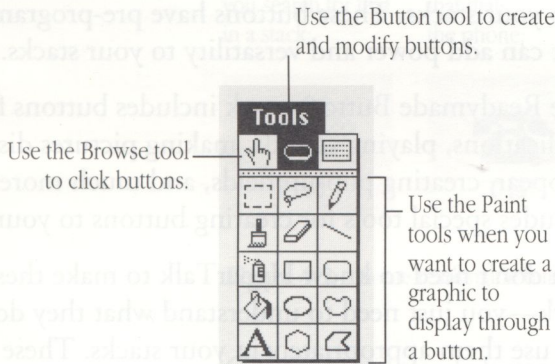 Use the Button tool to create
and modify buttons.
Tools
Use the Browse tool
to click buttons.
Use the Paint
tools when you
want to create a
graphic to
display through
a button.
A